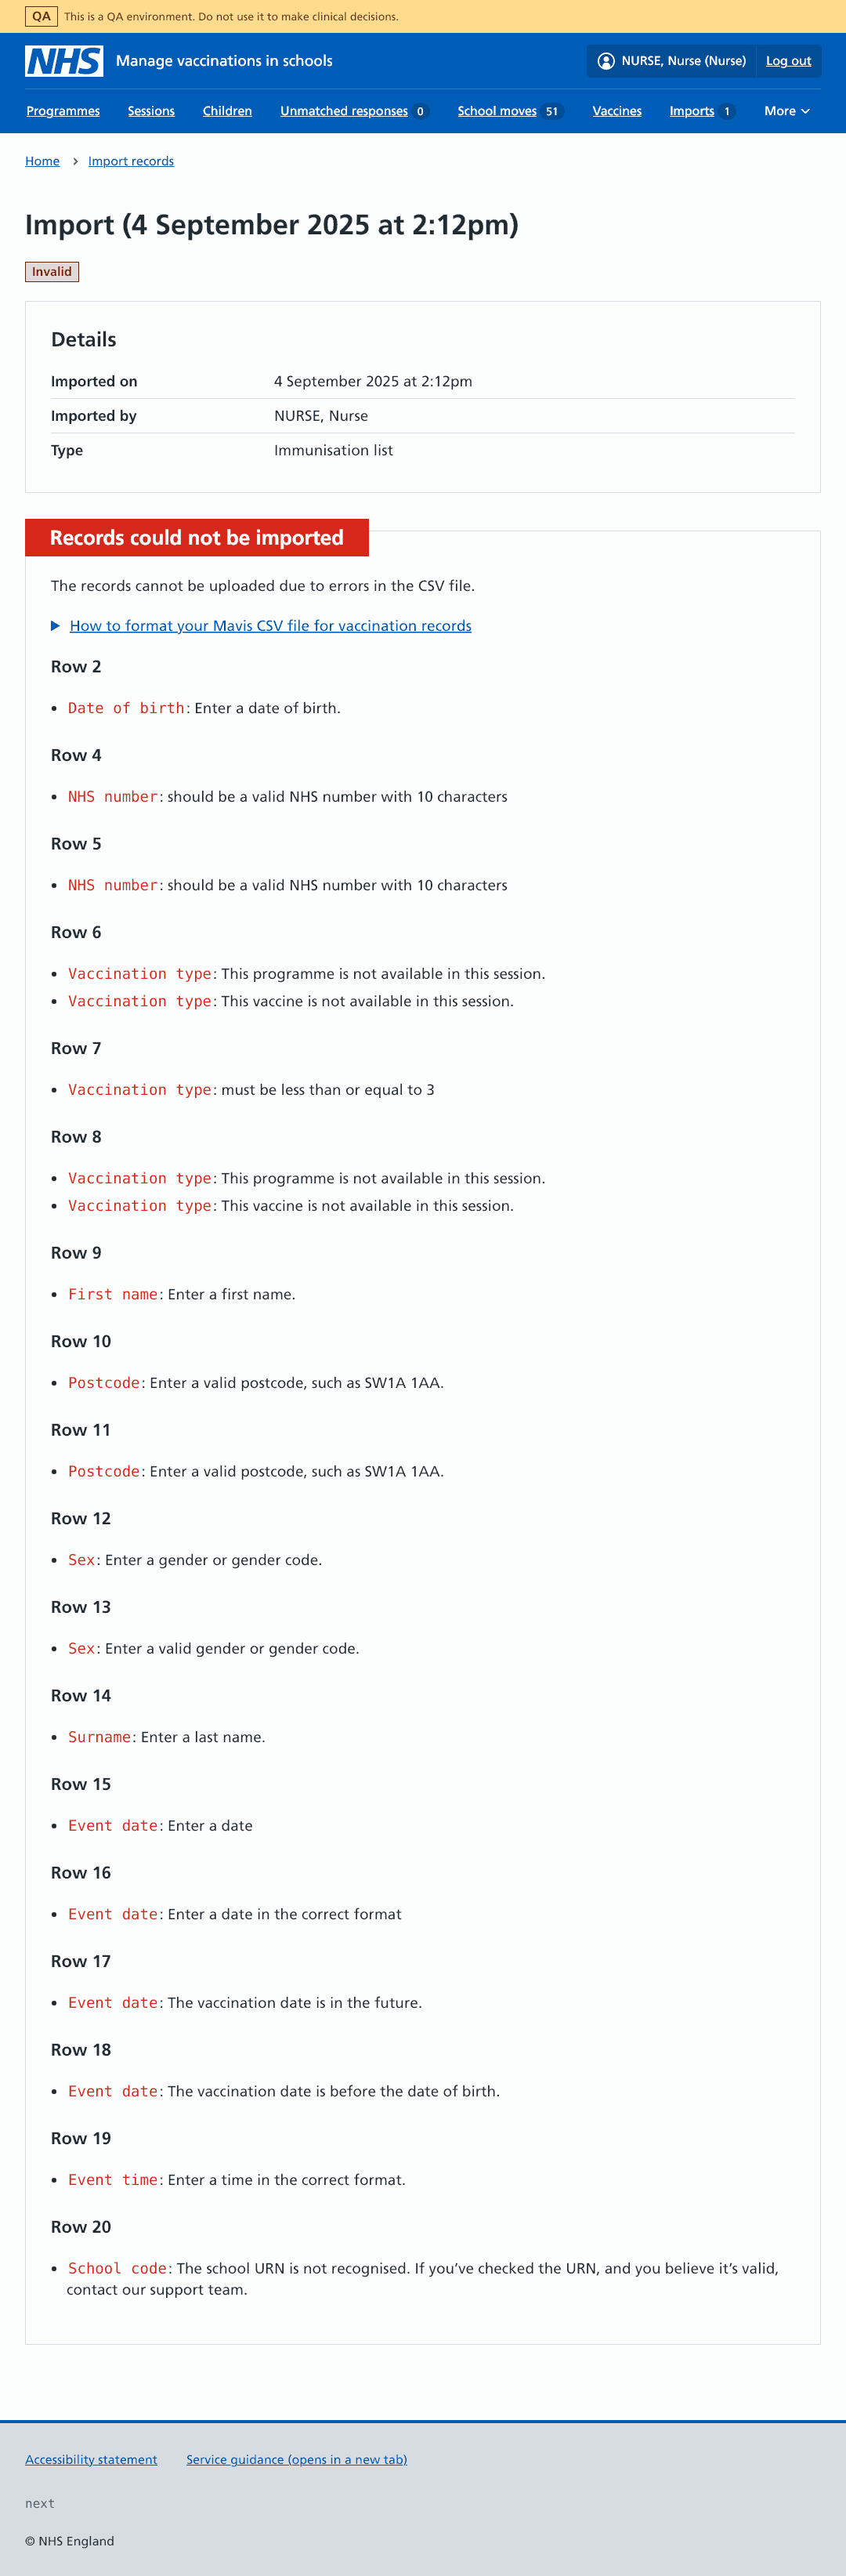 QA This is a QA environment. Do not use it to make clinical decisions.
NHS Manage vaccinations in schools NURSE, Nurse (Nurse) Log out
Programmes Sessions Children Unmatched responses 0 School moves 51 Vaccines Imports 1 More
Home Import records
Import (4 September 2025 at 2:12pm)
Invalid
Details
Imported on 4 September 2025 at 2:12pm
Imported by NURSE, Nurse
Type Immunisation list
Records could not be imported
The records cannot be uploaded due to errors in the CSV file.
How to format your Mavis CSV file for vaccination records
Row 2
Date of birth: Enter a date of birth.
Row 4
NHS number: should be a valid NHS number with 10 characters
Row 5
NHS number: should be a valid NHS number with 10 characters
Row 6
Vaccination type: This programme is not available in this session.
Vaccination type: This vaccine is not available in this session.
Row 7
Vaccination type: must be less than or equal to 3
Row 8
Vaccination type: This programme is not available in this session.
Vaccination type: This vaccine is not available in this session.
Row 9
First name: Enter a first name.
Row 10
Postcode: Enter a valid postcode, such as SW1A 1AA.
Row 11
Postcode: Enter a valid postcode, such as SW1A 1AA.
Row 12
Sex: Enter a gender or gender code.
Row 13
Sex: Enter a valid gender or gender code.
Row 14
Surname: Enter a last name.
Row 15
Event date: Enter a date
Row 16
Event date: Enter a date in the correct format
Row 17
Event date: The vaccination date is in the future.
Row 18
Event date: The vaccination date is before the date of birth.
Row 19
Event time: Enter a time in the correct format.
Row 20
School code: The school URN is not recognised. If you’ve checked the URN, and you believe it’s valid,
contact our support team.
Accessibility statement Service guidance (opens in a new tab)
next
© NHS England